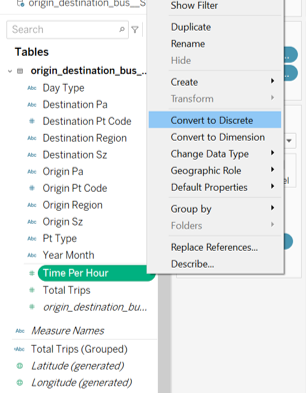 origin_destination_bus__S
Search
Tables
origin_destination_bus_...
Abc Day Type
Abc Destination Pa
Destination Pt Code
Abc Destination Region
Abc Destination Sz
Abc Origin Pa
Origin Pt Code
Abc Origin Region
Abc Origin Sz
Abc Pt Type
Abc Year Month
Time Per Hour
Total Trips
origin_destination_bu...
Abc Measure Names
Abc Total Trips (Grouped)
Latitude (generated)
Longitude (generated)
Show Filter
Duplicate
Rename
Hide
Create
Transform
Convert to Discrete
Convert to Dimension
Change Data Type
Geographic Role
Default Properties
Group by
Folders
Replace References...
Describe...